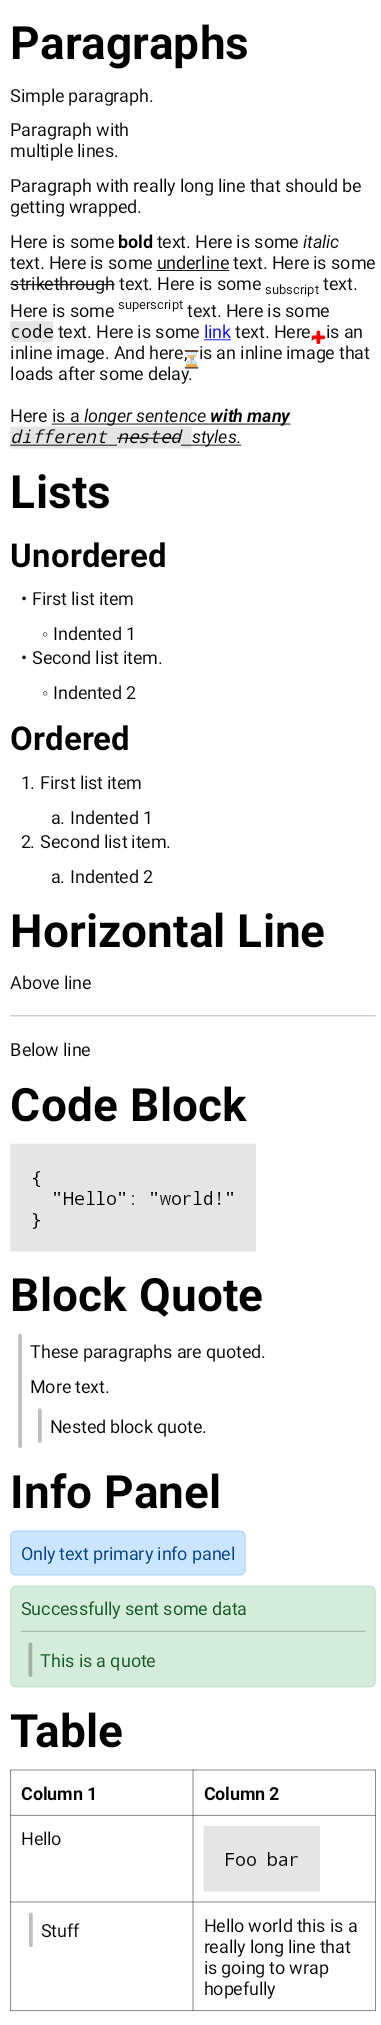 Paragraphs
Simple paragraph.
Paragraph with
multiple lines.
Paragraph with really long line that should be
getting wrapped.
Here is some bold text. Here is some italic
text. Here is some underline text. Here is some
strikethrough text. Here is some subscript text.
Here is some superscript text. Here is some
code text. Here is some link text. Here is an
inline image. And here is an inline image that
loads after some delay.
Here is a longer sentence with many
different nested styles.
Lists
Unordered
• First list item
◦ Indented 1
• Second list item.
◦ Indented 2
Ordered
1. First list item
a. Indented 1
2. Second list item.
a. Indented 2
Horizontal Line
Above line
Below line
Code Block
{
"Hello": "world!"
}
Block Quote
These paragraphs are quoted.
More text.
Nested block quote.
Info Panel
Only text primary info panel
Successfully sent some data
This is a quote
Table
Column 1 Column 2
Hello Foo bar
Stuff Hello world this is a
really long line that
is going to wrap
hopefully